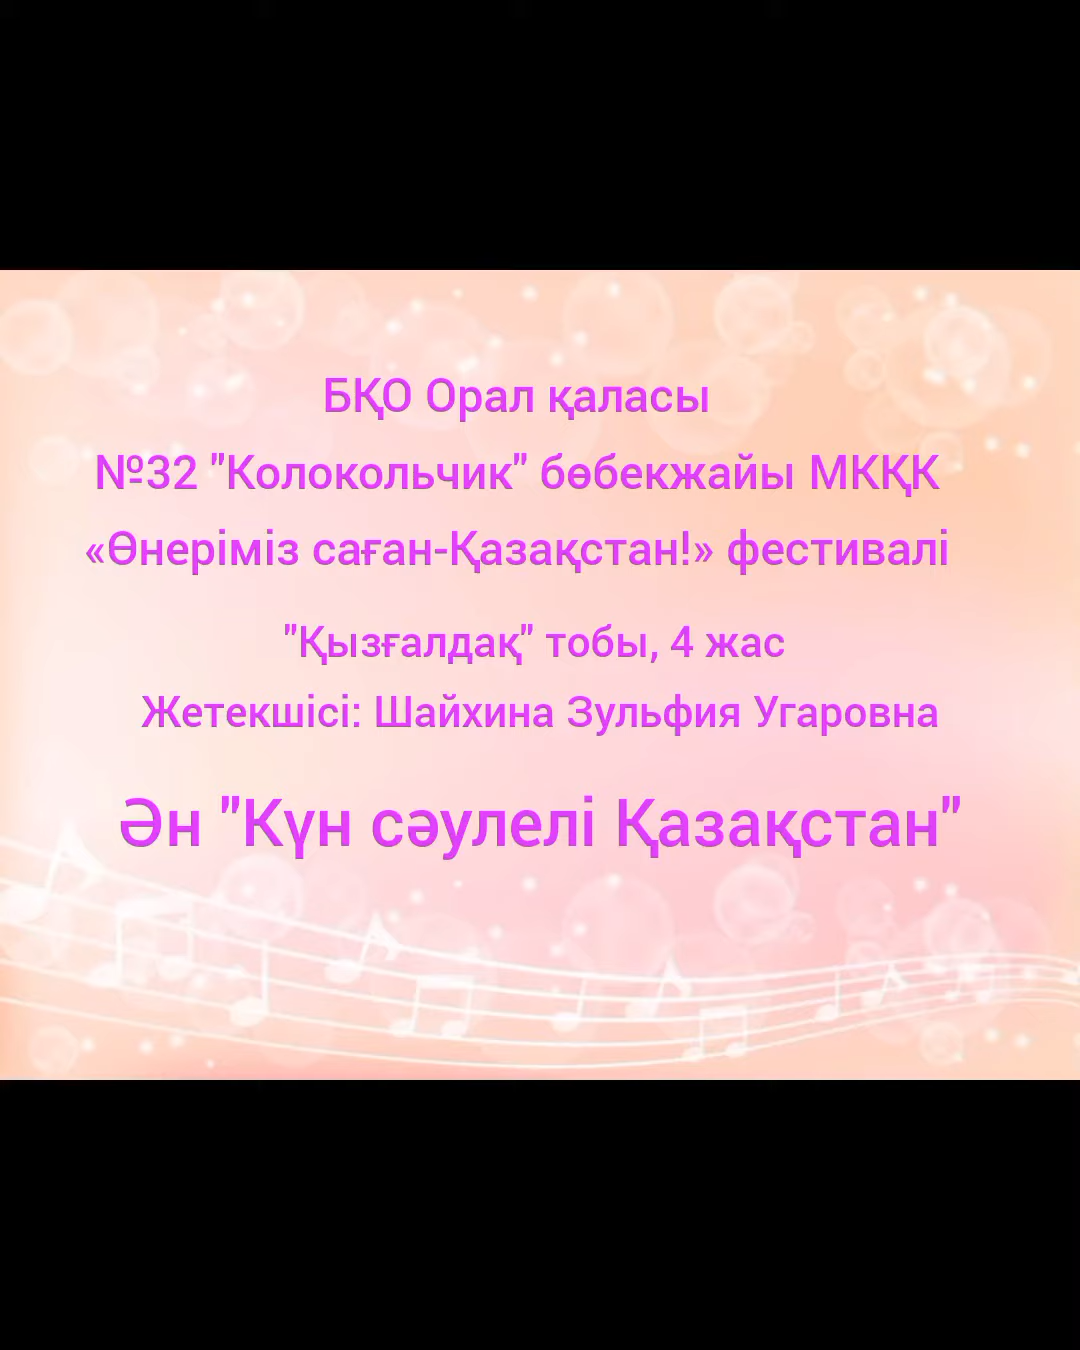 БҚО Орал қаласы
№32 "Колокольчик" бөбекжайы МКҚК
«Өнеріміз саған-Қазақстан!» фестивалі
"Қызғалдақ" тобы, 4 жас
Жетекшісі: Шайхина Зульфия Угаровна
Ән "Күн сәулелі Қазақстан"